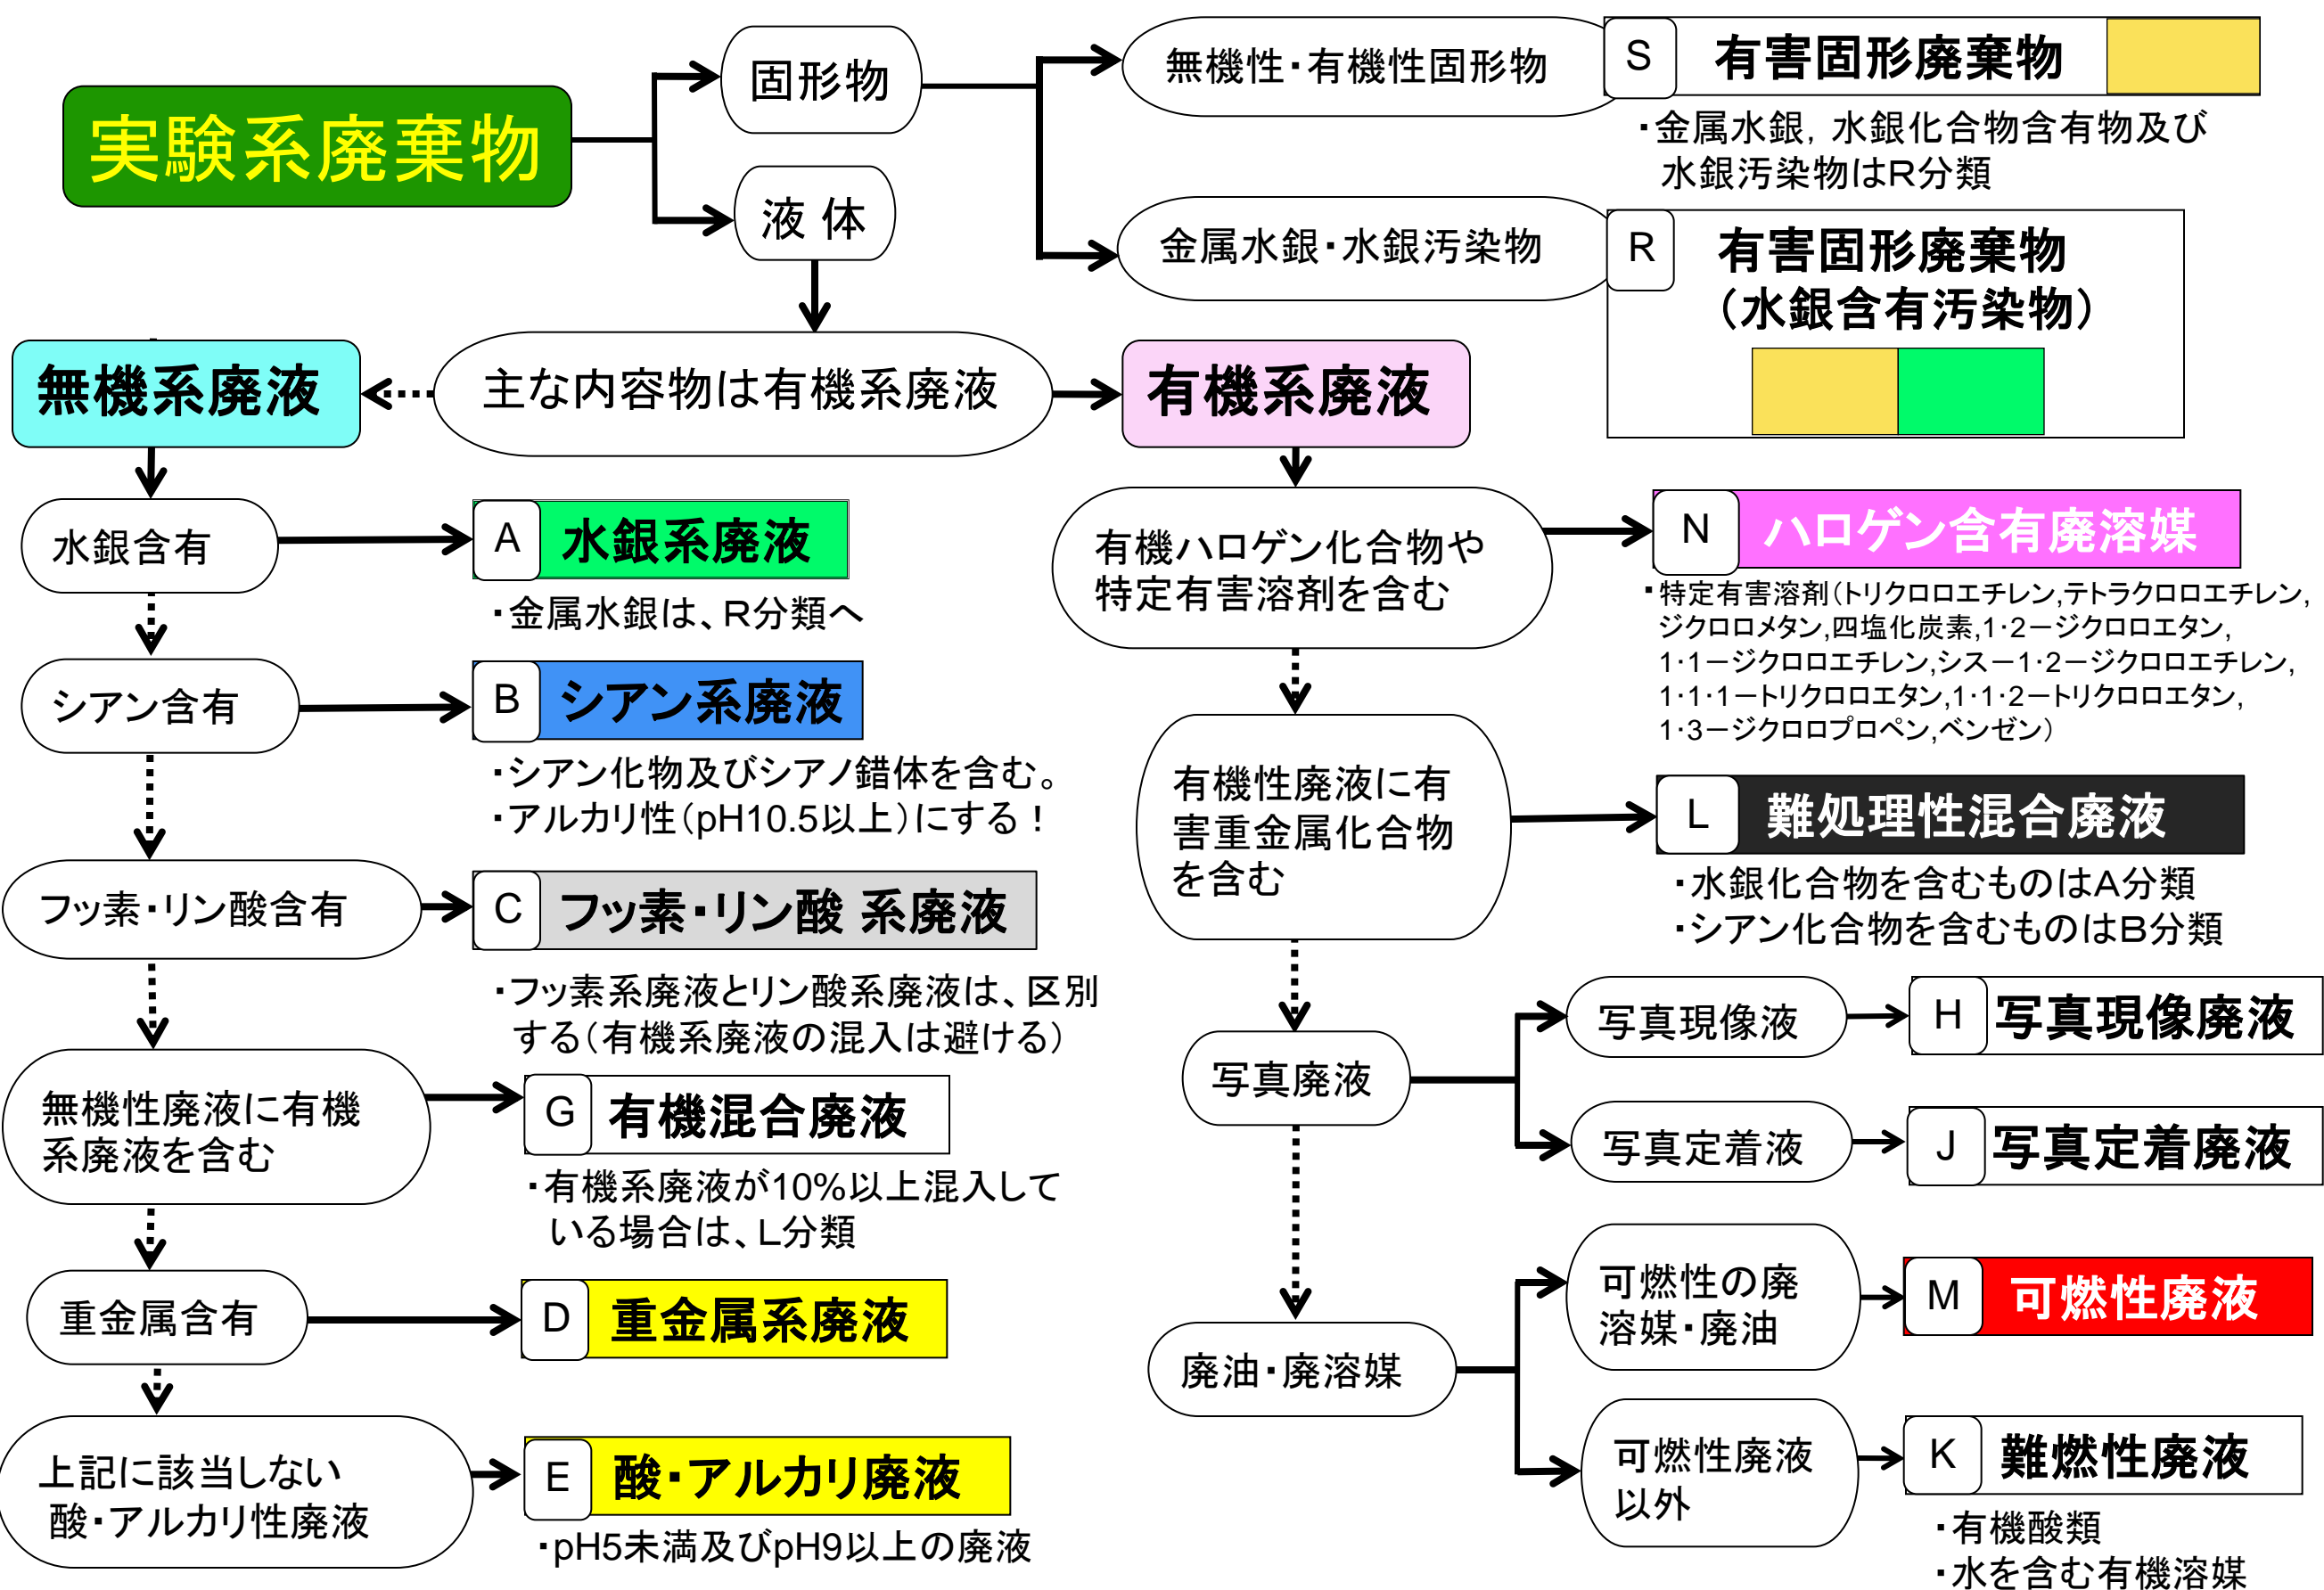 実験系廃棄物
固形物
液 体
無機性・有機性固形物
S 有害固形廃棄物
・金属水銀，水銀化合物含有物及び
水銀汚染物はR分類
金属水銀・水銀汚染物
R 有害固形廃棄物
（水銀含有汚染物）
主な内容物は有機系廃液
無機系廃液
水銀含有
A 水銀系廃液
・金属水銀は、R分類へ
シアン含有
B シアン系廃液
・シアン化物及びシアノ錯体を含む。
・アルカリ性（pH10.5以上）にする！
フッ素・リン酸含有
C フッ素・リン酸 系廃液
・フッ素系廃液とリン酸系廃液は、区別
する（有機系廃液の混入は避ける）
無機性廃液に有機
系廃液を含む
G 有機混合廃液
・有機系廃液が10%以上混入して
いる場合は、L分類
重金属含有
D 重金属系廃液
上記に該当しない
酸・アルカリ性廃液
E 酸・アルカリ廃液
・pH5未満及びpH9以上の廃液
有機系廃液
有機ハロゲン化合物や
特定有害溶剤を含む
N ハロゲン含有廃溶媒
・特定有害溶剤（トリクロロエチレン,テトラクロロエチレン,
ジクロロメタン,四塩化炭素,1・2－ジクロロエタン,
1・1－ジクロロエチレン,シス－1・2－ジクロロエチレン,
1・1・1－トリクロロエタン,1・1・2－トリクロロエタン,
1・3－ジクロロプロペン,ベンゼン）
有機性廃液に有
害重金属化合物
を含む
L 難処理性混合廃液
・水銀化合物を含むものはA分類
・シアン化合物を含むものはB分類
写真廃液
写真現像液
H 写真現像廃液
写真定着液
J 写真定着廃液
廃油・廃溶媒
可燃性の廃
溶媒・廃油
M 可燃性廃液
可燃性廃液
以外
K 難燃性廃液
・有機酸類
・水を含む有機溶媒